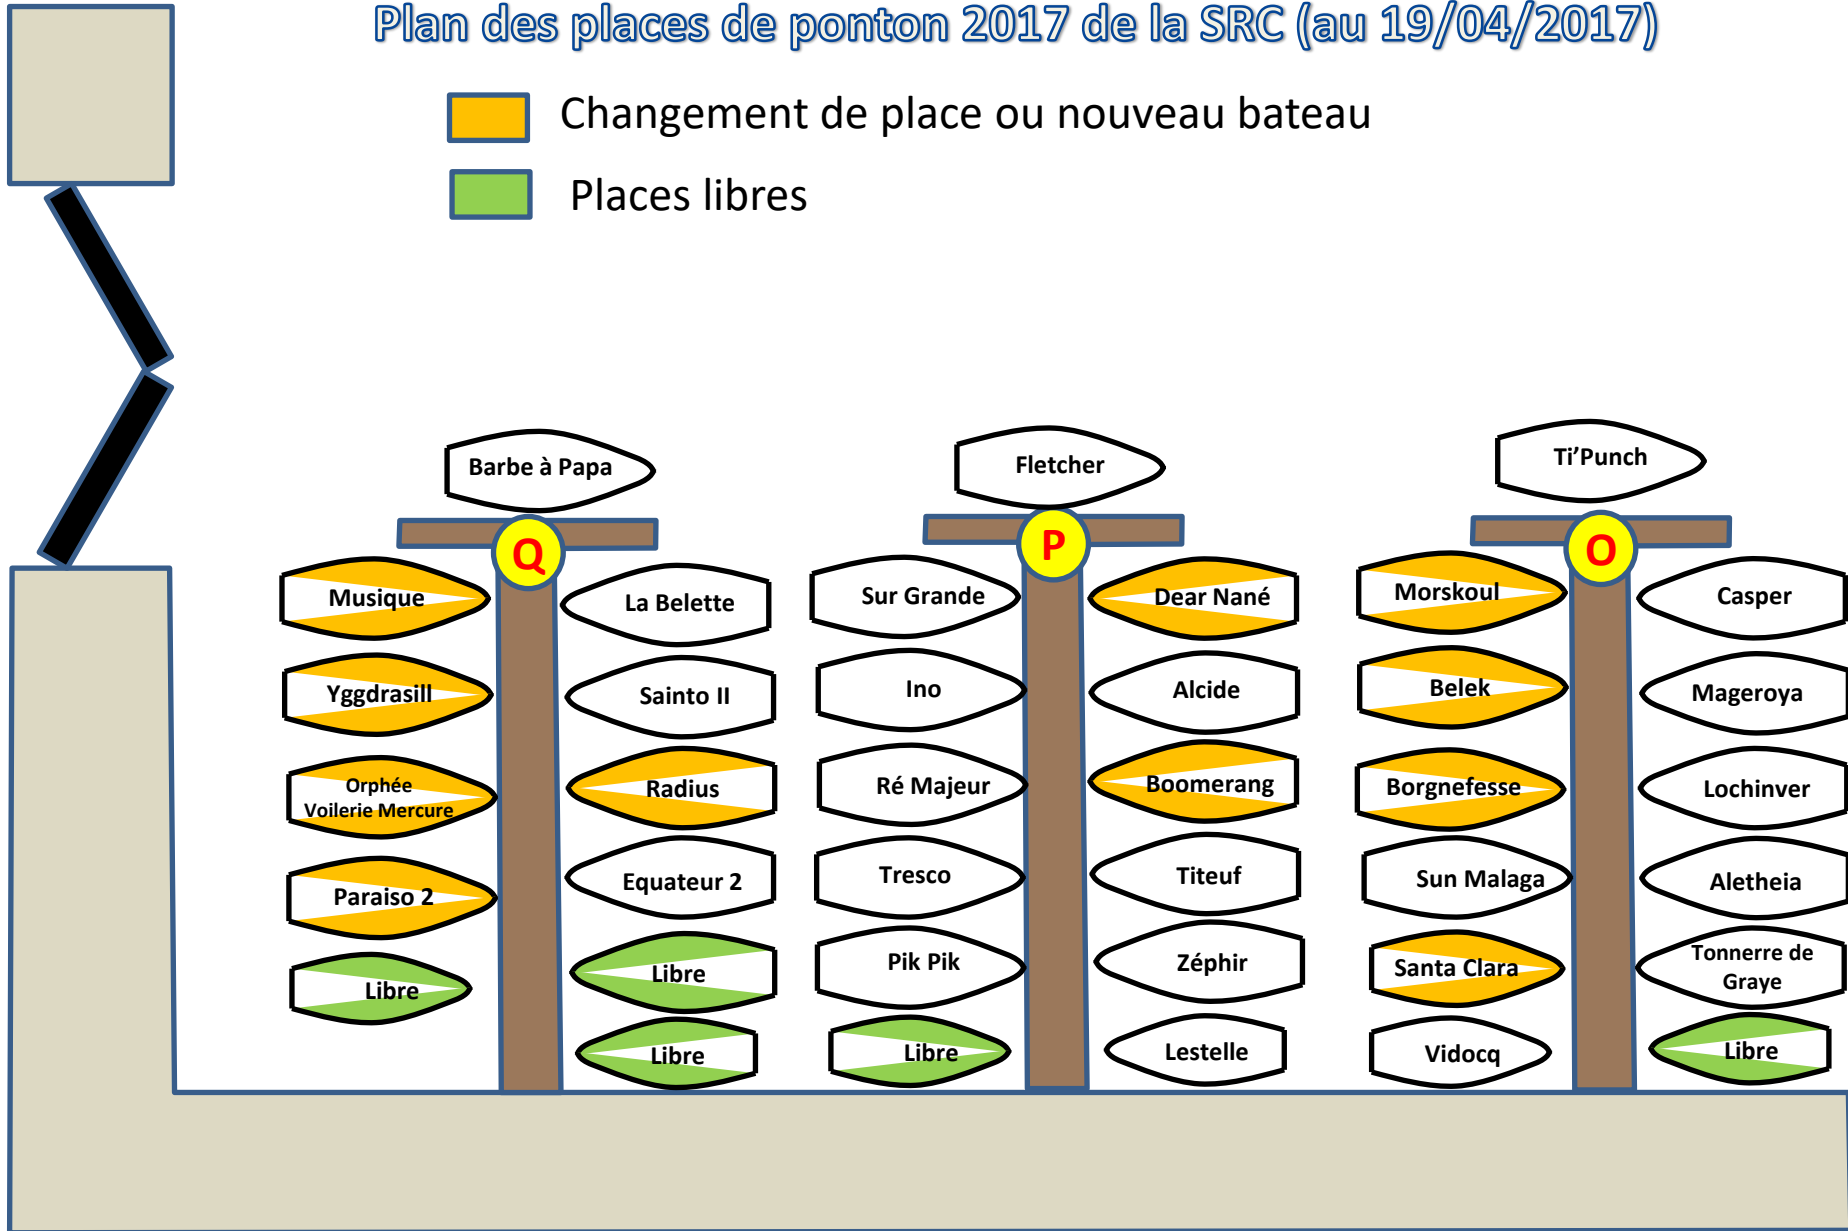 Plan des places de ponton 2017 de la SRC (au 19/04/2017)
Changement de place ou nouveau bateau
Places libres
Barbe à Papa
Fletcher
Ti’Punch
Q
P
O
Musique
La Belette
Sur Grande
Dear Nané
Morskoul
Casper
Yggdrasill
Sainto II
Ino
Alcide
Belek
Mageroya
Orphée
Voilerie Mercure
Radius
Ré Majeur
Boomerang
Borgnefesse
Lochinver
Paraiso 2
Equateur 2
Tresco
Titeuf
Sun Malaga
Aletheia
Libre
Libre
Pik Pik
Zéphir
Santa Clara
Tonnerre de
Graye
Libre
Libre
Lestelle
Vidocq
Libre